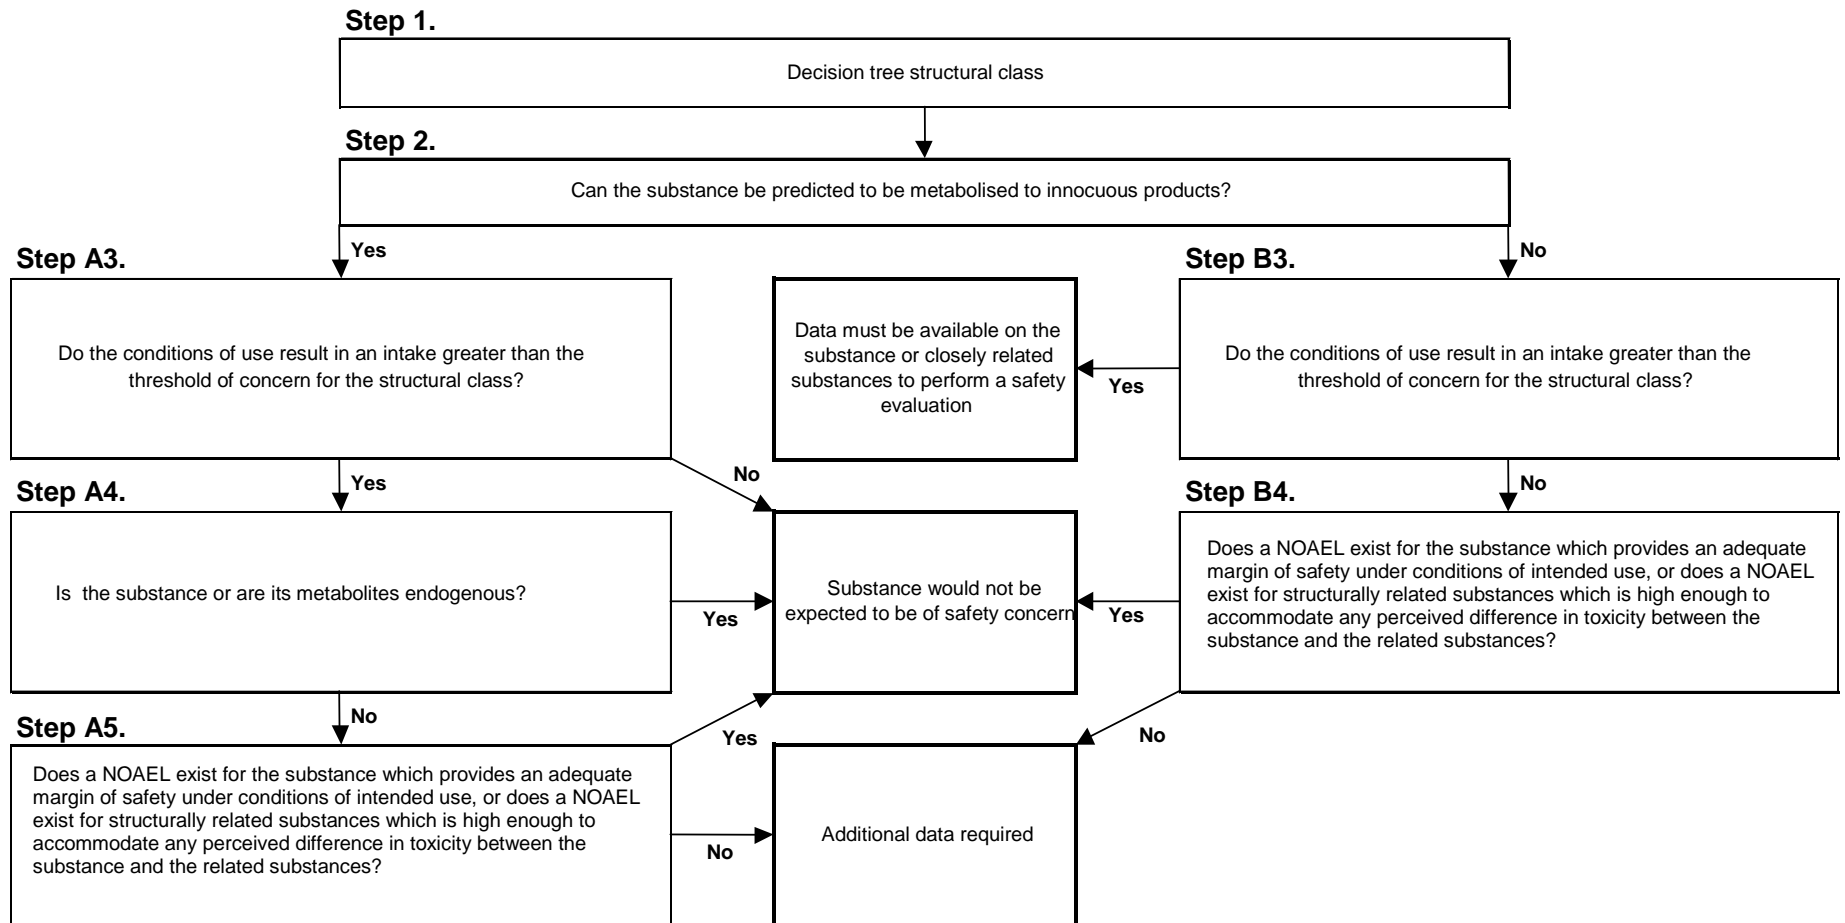 Step 1.
Decision tree structural class
Step 2.
Can the substance be predicted to be metabolised to innocuous products?
Yes
No
Step A3.
Do the conditions of use result in an intake greater than the
threshold of concern for the structural class?
Data must be available on the
substance or closely related
substances to perform a safety
evaluation
Yes
Step B3.
Do the conditions of use result in an intake greater than the
threshold of concern for the structural class?
Yes
No
No
Step A4.
Is the substance or are its metabolites endogenous?
Yes
Substance would not be
expected to be of safety concern
Yes
Step B4.
Does a NOAEL exist for the substance which provides an adequate
margin of safety under conditions of intended use, or does a NOAEL
exist for structurally related substances which is high enough to
accommodate any perceived difference in toxicity between the
substance and the related substances?
No
Yes
No
Step A5.
Does a NOAEL exist for the substance which provides an adequate
margin of safety under conditions of intended use, or does a NOAEL
exist for structurally related substances which is high enough to
accommodate any perceived difference in toxicity between the
substance and the related substances?
No
Additional data required